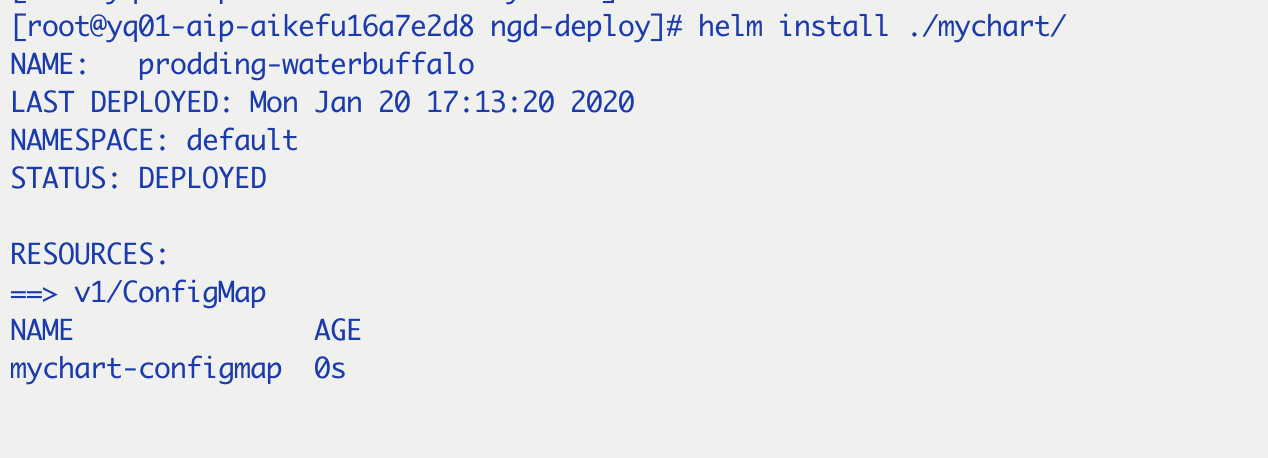 [root@yq01-aip-aikefu16a7e2d8 ngd-deploy]# helm install ./mychart/
NAME:   prodding-waterbuffalo
LAST DEPLOYED: Mon Jan 20 17:13:20 2020
NAMESPACE: default
STATUS: DEPLOYED
RESOURCES:
==> v1/ConfigMap
NAME               AGE
mychart-configmap  0s